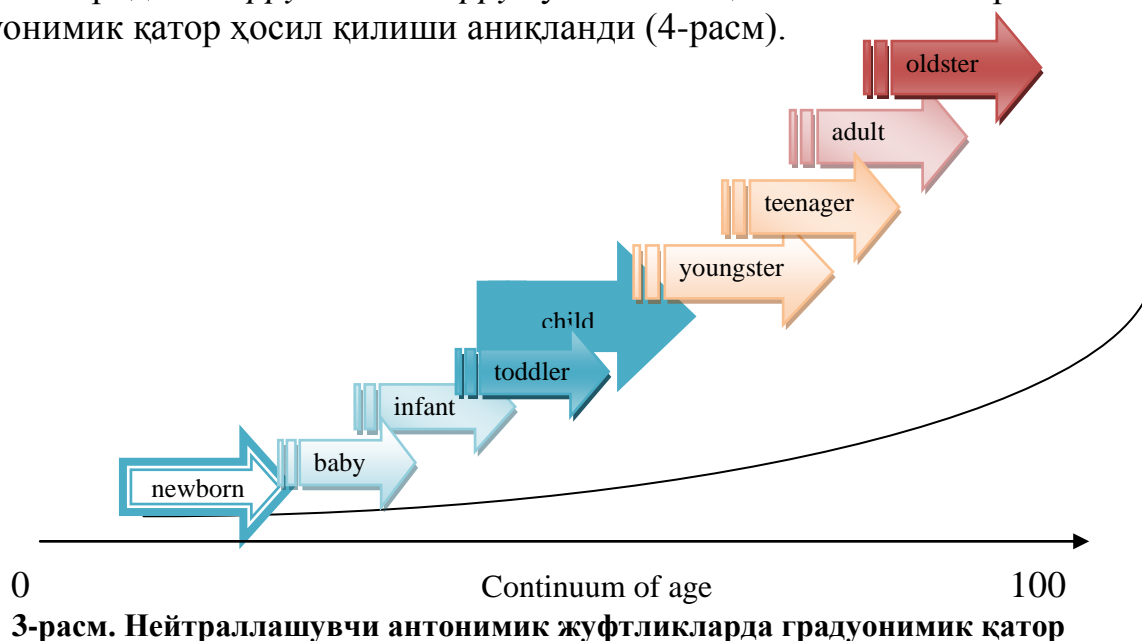 қатор ҳосил қилиши аниқланди (4-расм).
oldster
adult
teenager
youngster
child
toddler
infant
baby
newborn
0 Continuum of age 100
3-расм. Нейтраллашувчи антонимик жуфтликларда градуонимик қатор